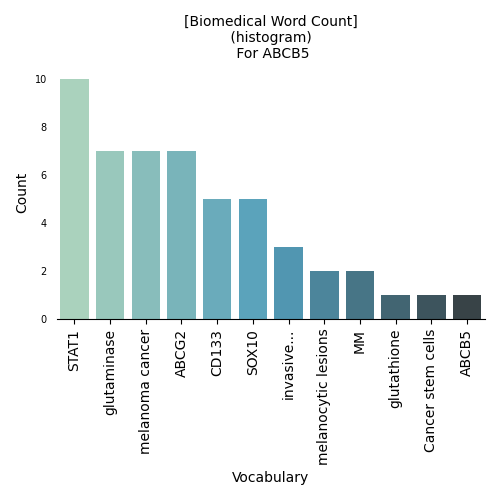 [Biomedical Word Count]
(histogram)
For ABCB5
Count
10
8
6
4
2
0
STAT1
glutaminase
melanoma cancer
ABCG2
CD133
SOX10
invasive...
melanocytic lesions
MM
glutathione
Cancer stem cells
ABCB5
Vocabulary